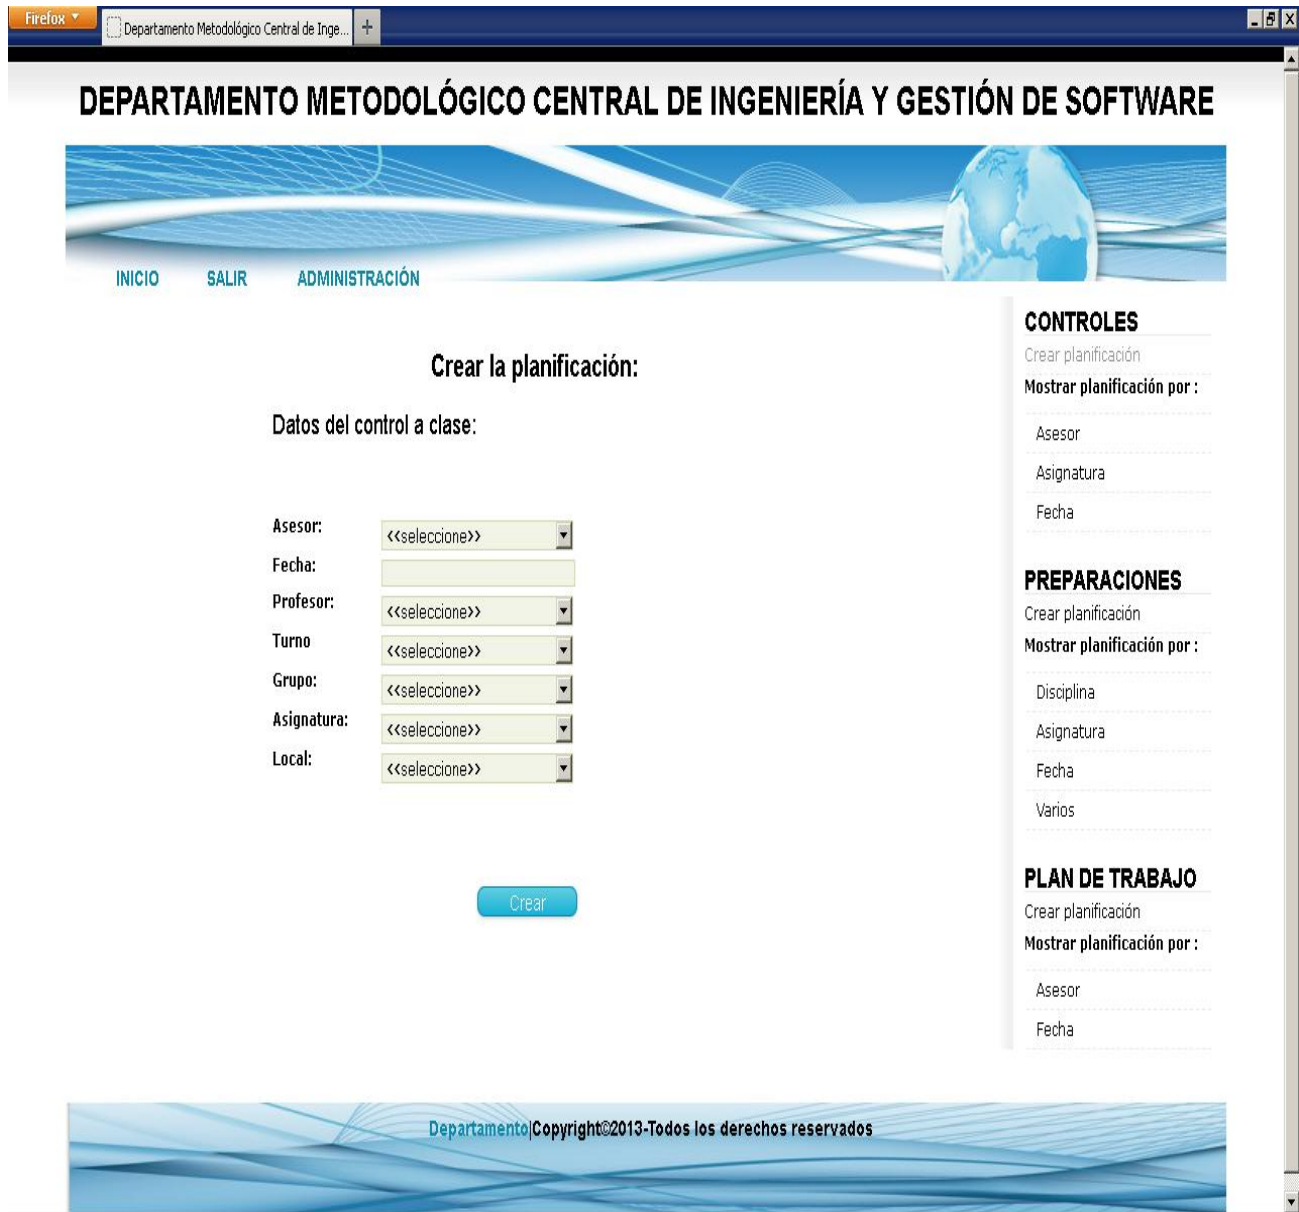 Firefox
Departamento Metodológico Central de Inge...
DEPARTAMENTO METODOLÓGICO CENTRAL DE INGENIERÍA Y GESTIÓN DE SOFTWARE
INICIO SALIR ADMINISTRACIÓN
Crear la planificación:
Datos del control a clase:
Asesor: <<seleccione>>
Fecha:
Profesor: <<seleccione>>
Turno <<seleccione>>
Grupo: <<seleccione>>
Asignatura: <<seleccione>>
Local: <<seleccione>>
Crear
CONTROLES
Crear planificación
Mostrar planificación por :
Asesor
Asignatura
Fecha
PREPARACIONES
Crear planificación
Mostrar planificación por :
Disciplina
Asignatura
Fecha
Varios
PLAN DE TRABAJO
Crear planificación
Mostrar planificación por :
Asesor
Fecha
Departamento|Copyright©2013-Todos los derechos reservados